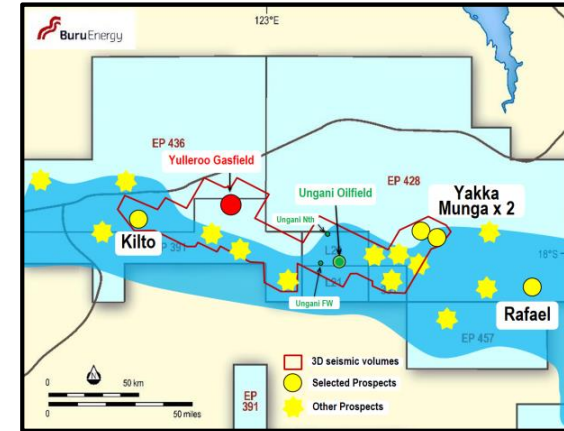 BuruEnergy
123°E
EP 436
Yulleroo Gasfield
EP 428
Ungani Oilfield
Yakka
Munga x 2
Ungani Nth
Kilto
EP 391
L20
18°S
L21
Ungani FW
Rafael
EP 457
3D seismic volumes
0 50 km
Selected Prospects
EP
391
Other Prospects
0 50 miles